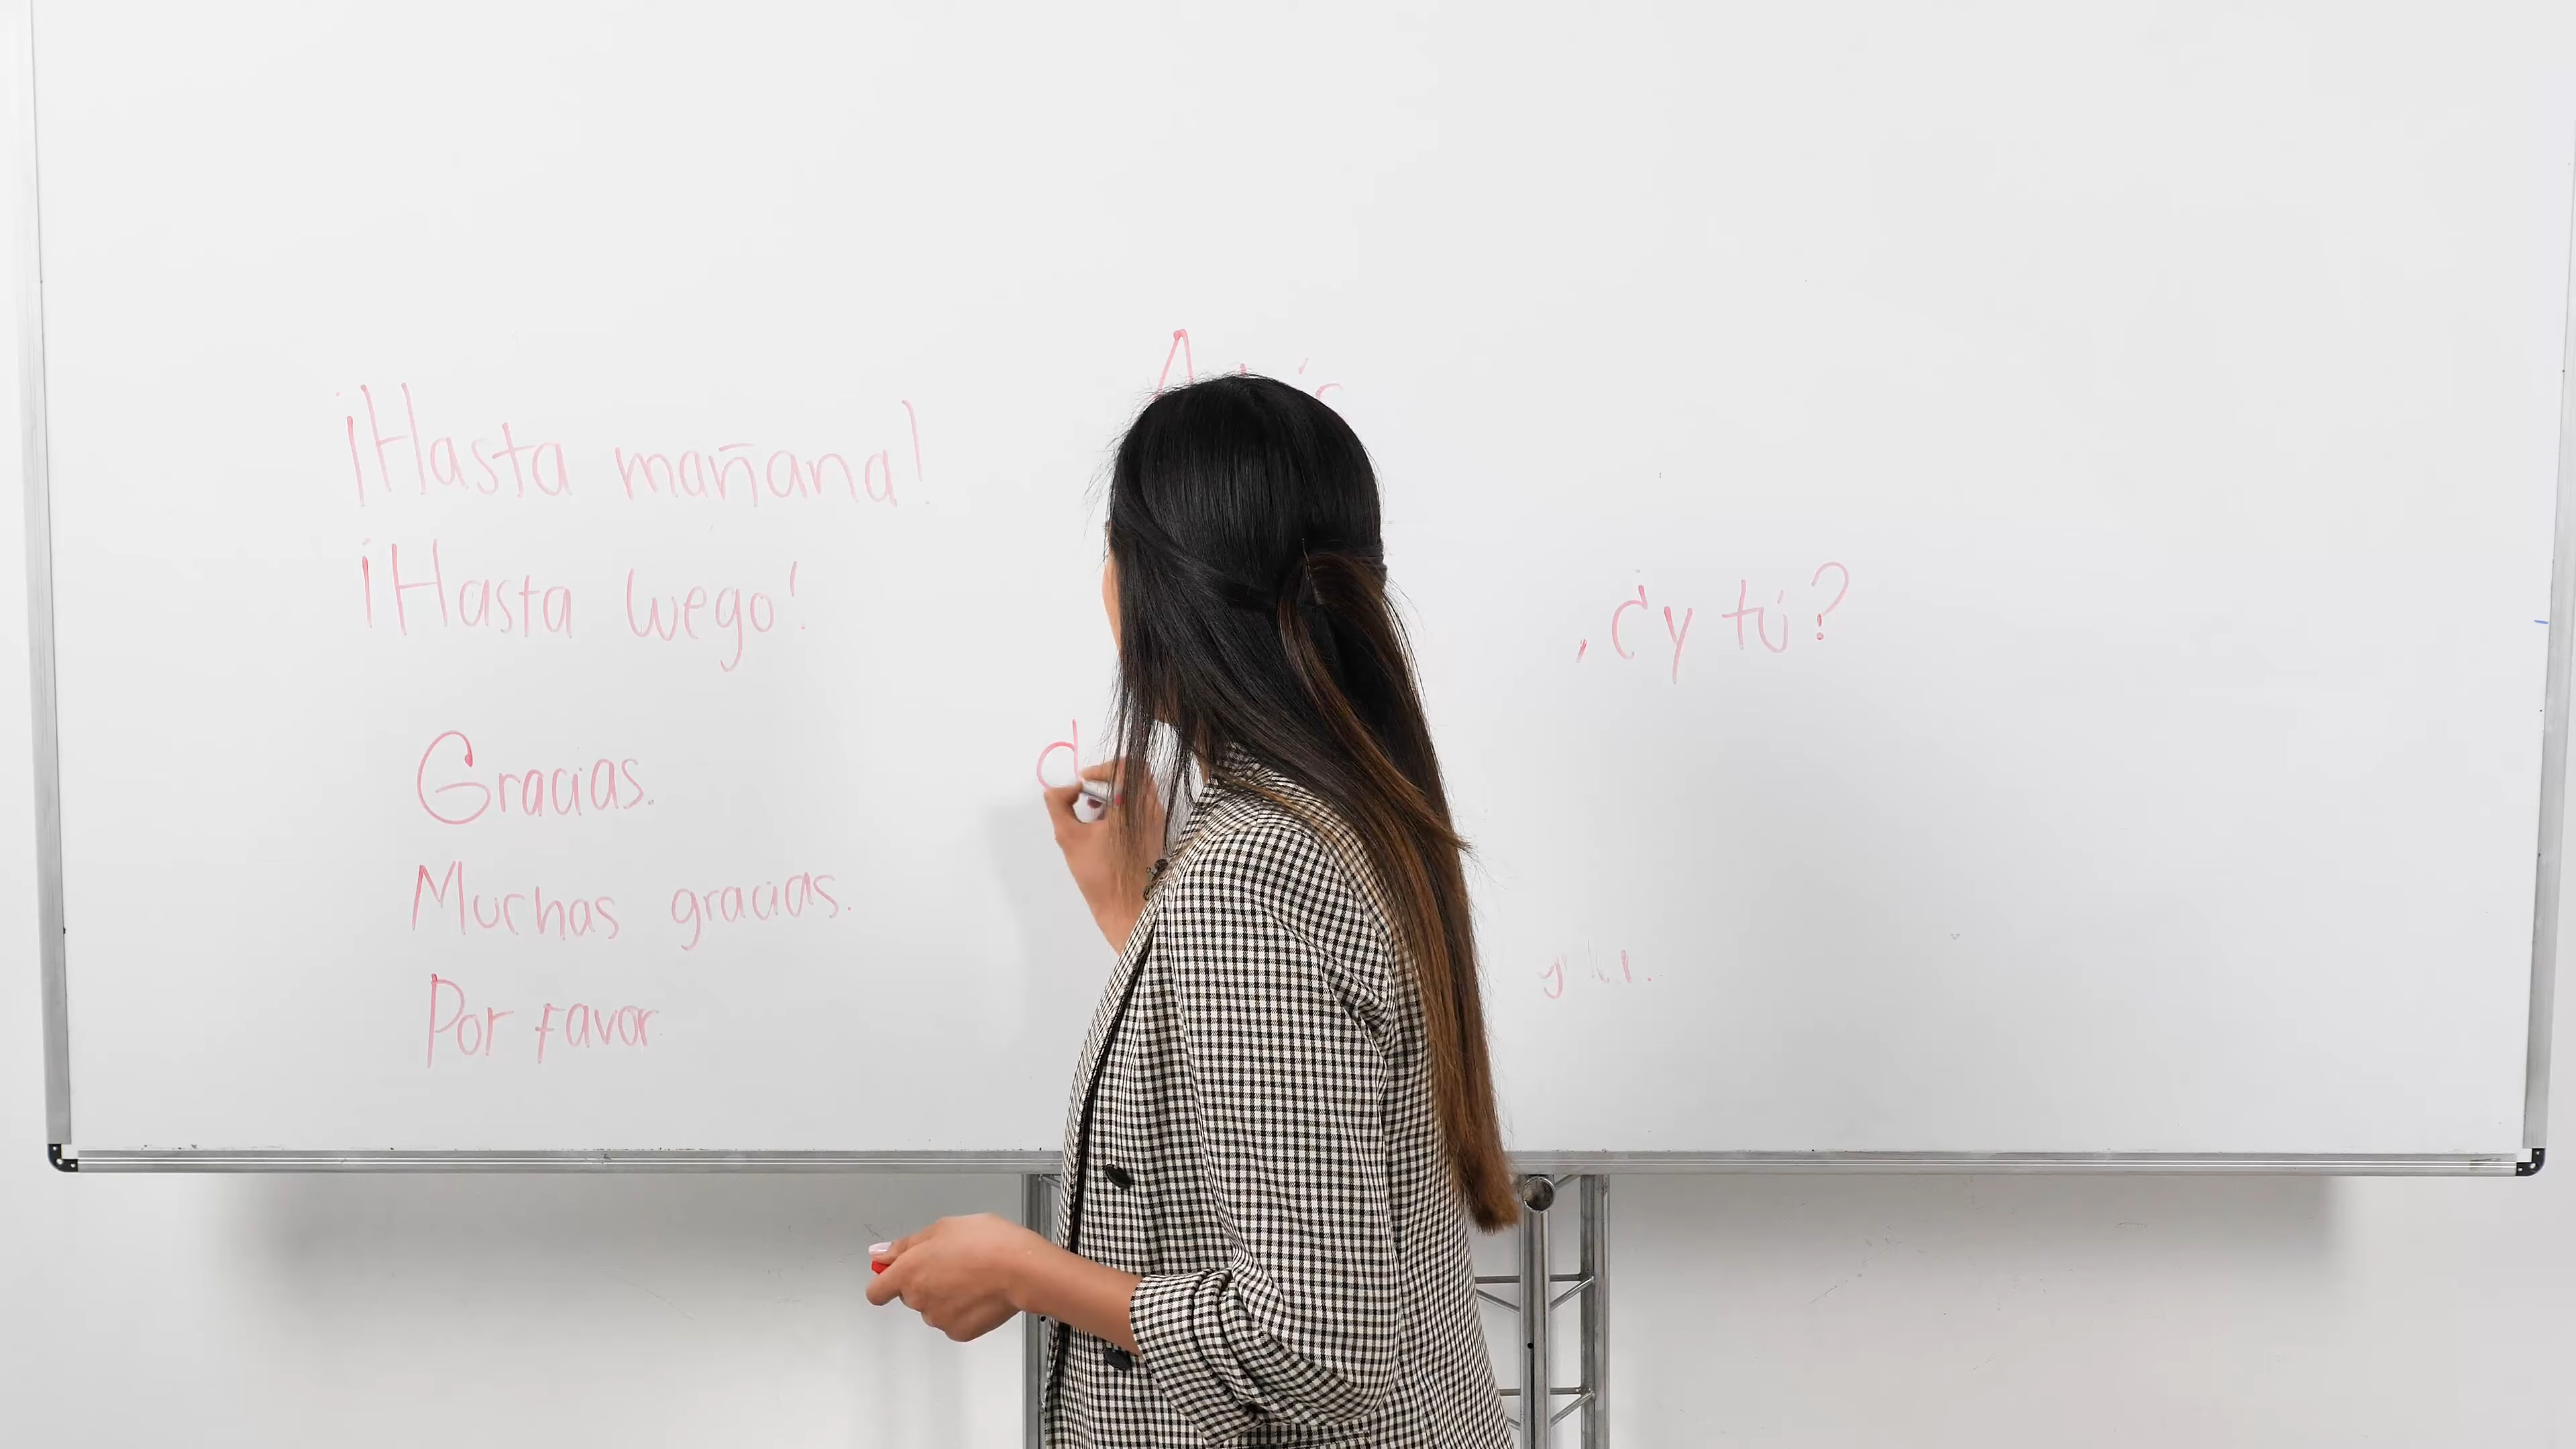 ¡Hasta mañana!
¡Hasta luego!
Gracias.
Muchas gracias.
Por favor
, ¿y tú?